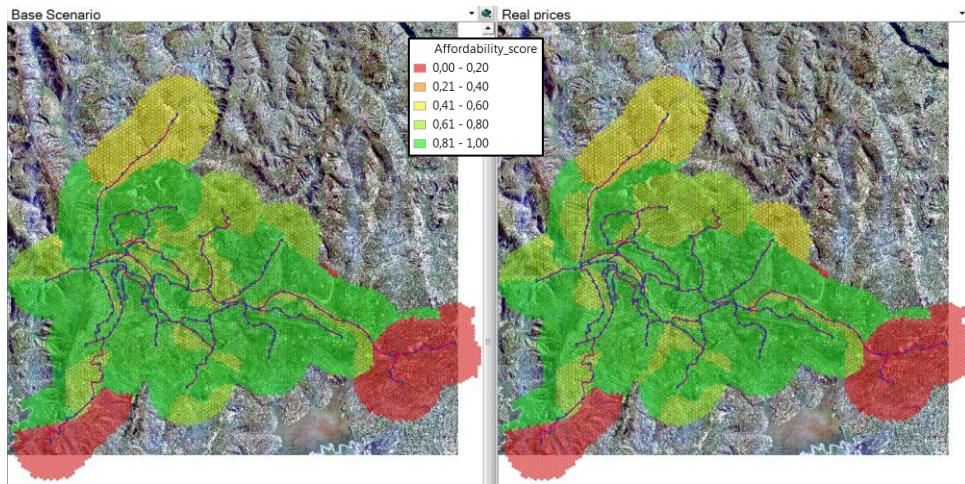 Base Scenario
Real prices
Affordability_score
0,00 - 0,20
0,21 - 0,40
0,41 - 0,60
0,61 - 0,80
0,81 - 1,00